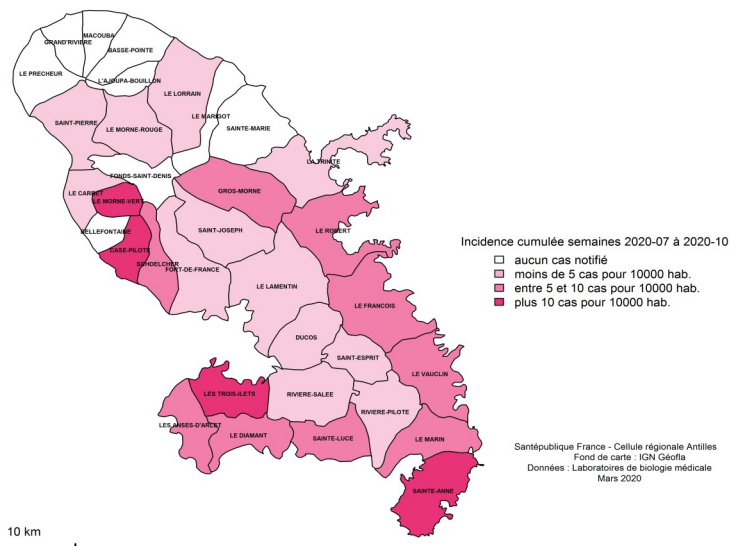 MACOUBA
GRAND'RIVIERE
BASSE-POINTE
LE PRECHEUR
L'AJOUPA-BOUILLON
LE LORRAIN
LE MARIGOT
SAINT-PIERRE
LE MORNE-ROUGE
SAINTE-MARIE
LA TRINITE
FONDS-SAINT-DENIS
LE CARBET
GROS-MORNE
LE MORNE-VERT
BELLEFONTAINE
SAINT-JOSEPH
LE ROBERT
CASE-PILOTE
SCHOELCHER
FORT-DE-FRANCE
LE LAMENTIN
LE FRANCOIS
DUCOS
SAINT-ESPRIT
LE VAUCLIN
LES TROIS-ILETS
RIVIERE-SALEE
RIVIERE-PILOTE
LES ANSES-D'ARLET
LE DIAMANT
SAINTE-LUCE
LE MARIN
SAINTE-ANNE
Incidence cumulée semaines 2020-07 à 2020-10
aucun cas notifié
moins de 5 cas pour 10000 hab.
entre 5 et 10 cas pour 10000 hab.
plus 10 cas pour 10000 hab.
Santépublique France - Cellule régionale Antilles
Fond de carte : IGN Géofla
Données : Laboratoires de biologie médicale
Mars 2020
10 km